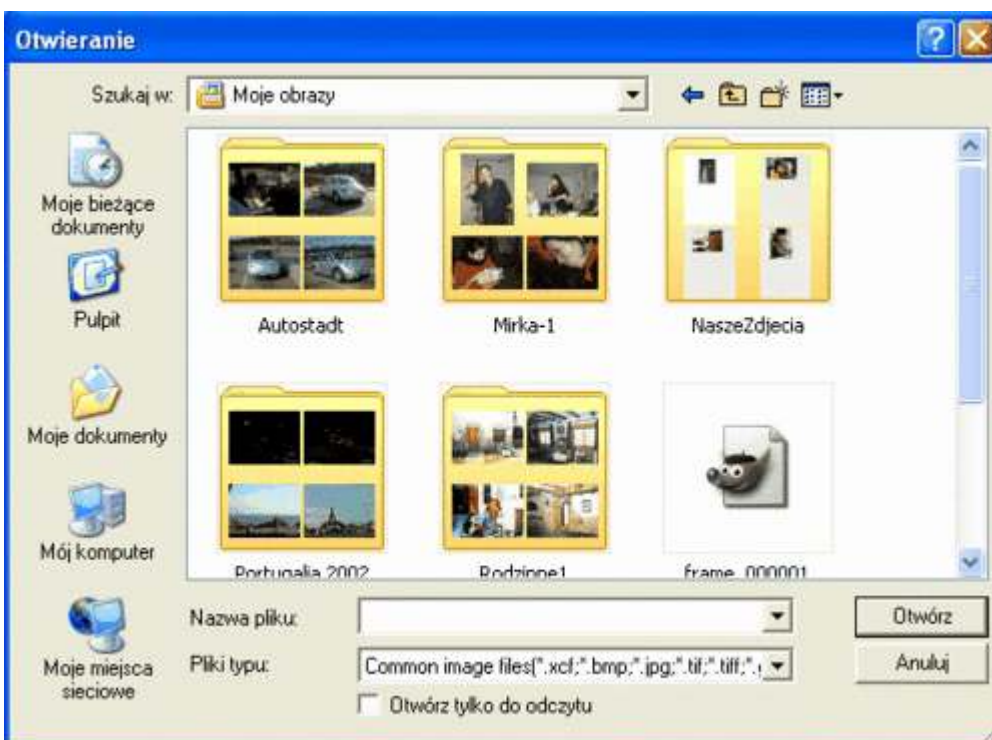 Otwieranie
Szukaj w:
Moje obrazy
Moje bieżące
dokumenty
Pulpit
Moje dokumenty
Mój komputer
Moje miejsca
sieciowe
Autostadt
Mirka-1
NaszeZdjecia
Portugalia 2002
Rodzinne1
frame_000001
Nazwa pliku:
Otwórz
Pliki typu:
Common image files(*.xcf;*.bmp;*.jpg;*.tif;*.tiff;*.
Anuluj
Otwórz tylko do odczytu